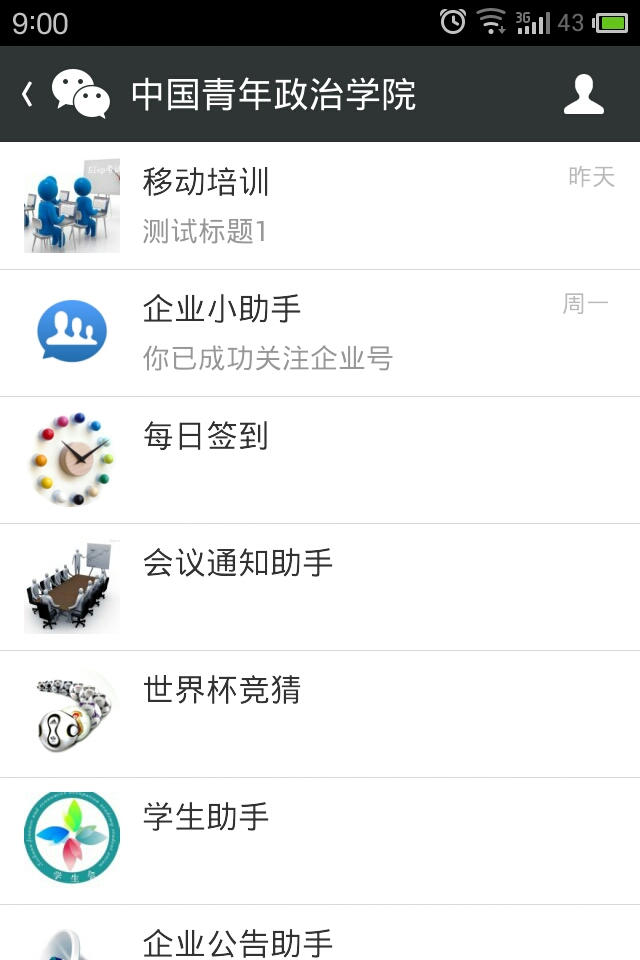 9:00
3G
43
中国青年政治学院
移动培训
昨天
测试标题1
企业小助手
周一
你已成功关注企业号
每日签到
会议通知助手
世界杯竞猜
学生助手
学生会
企业公告助手